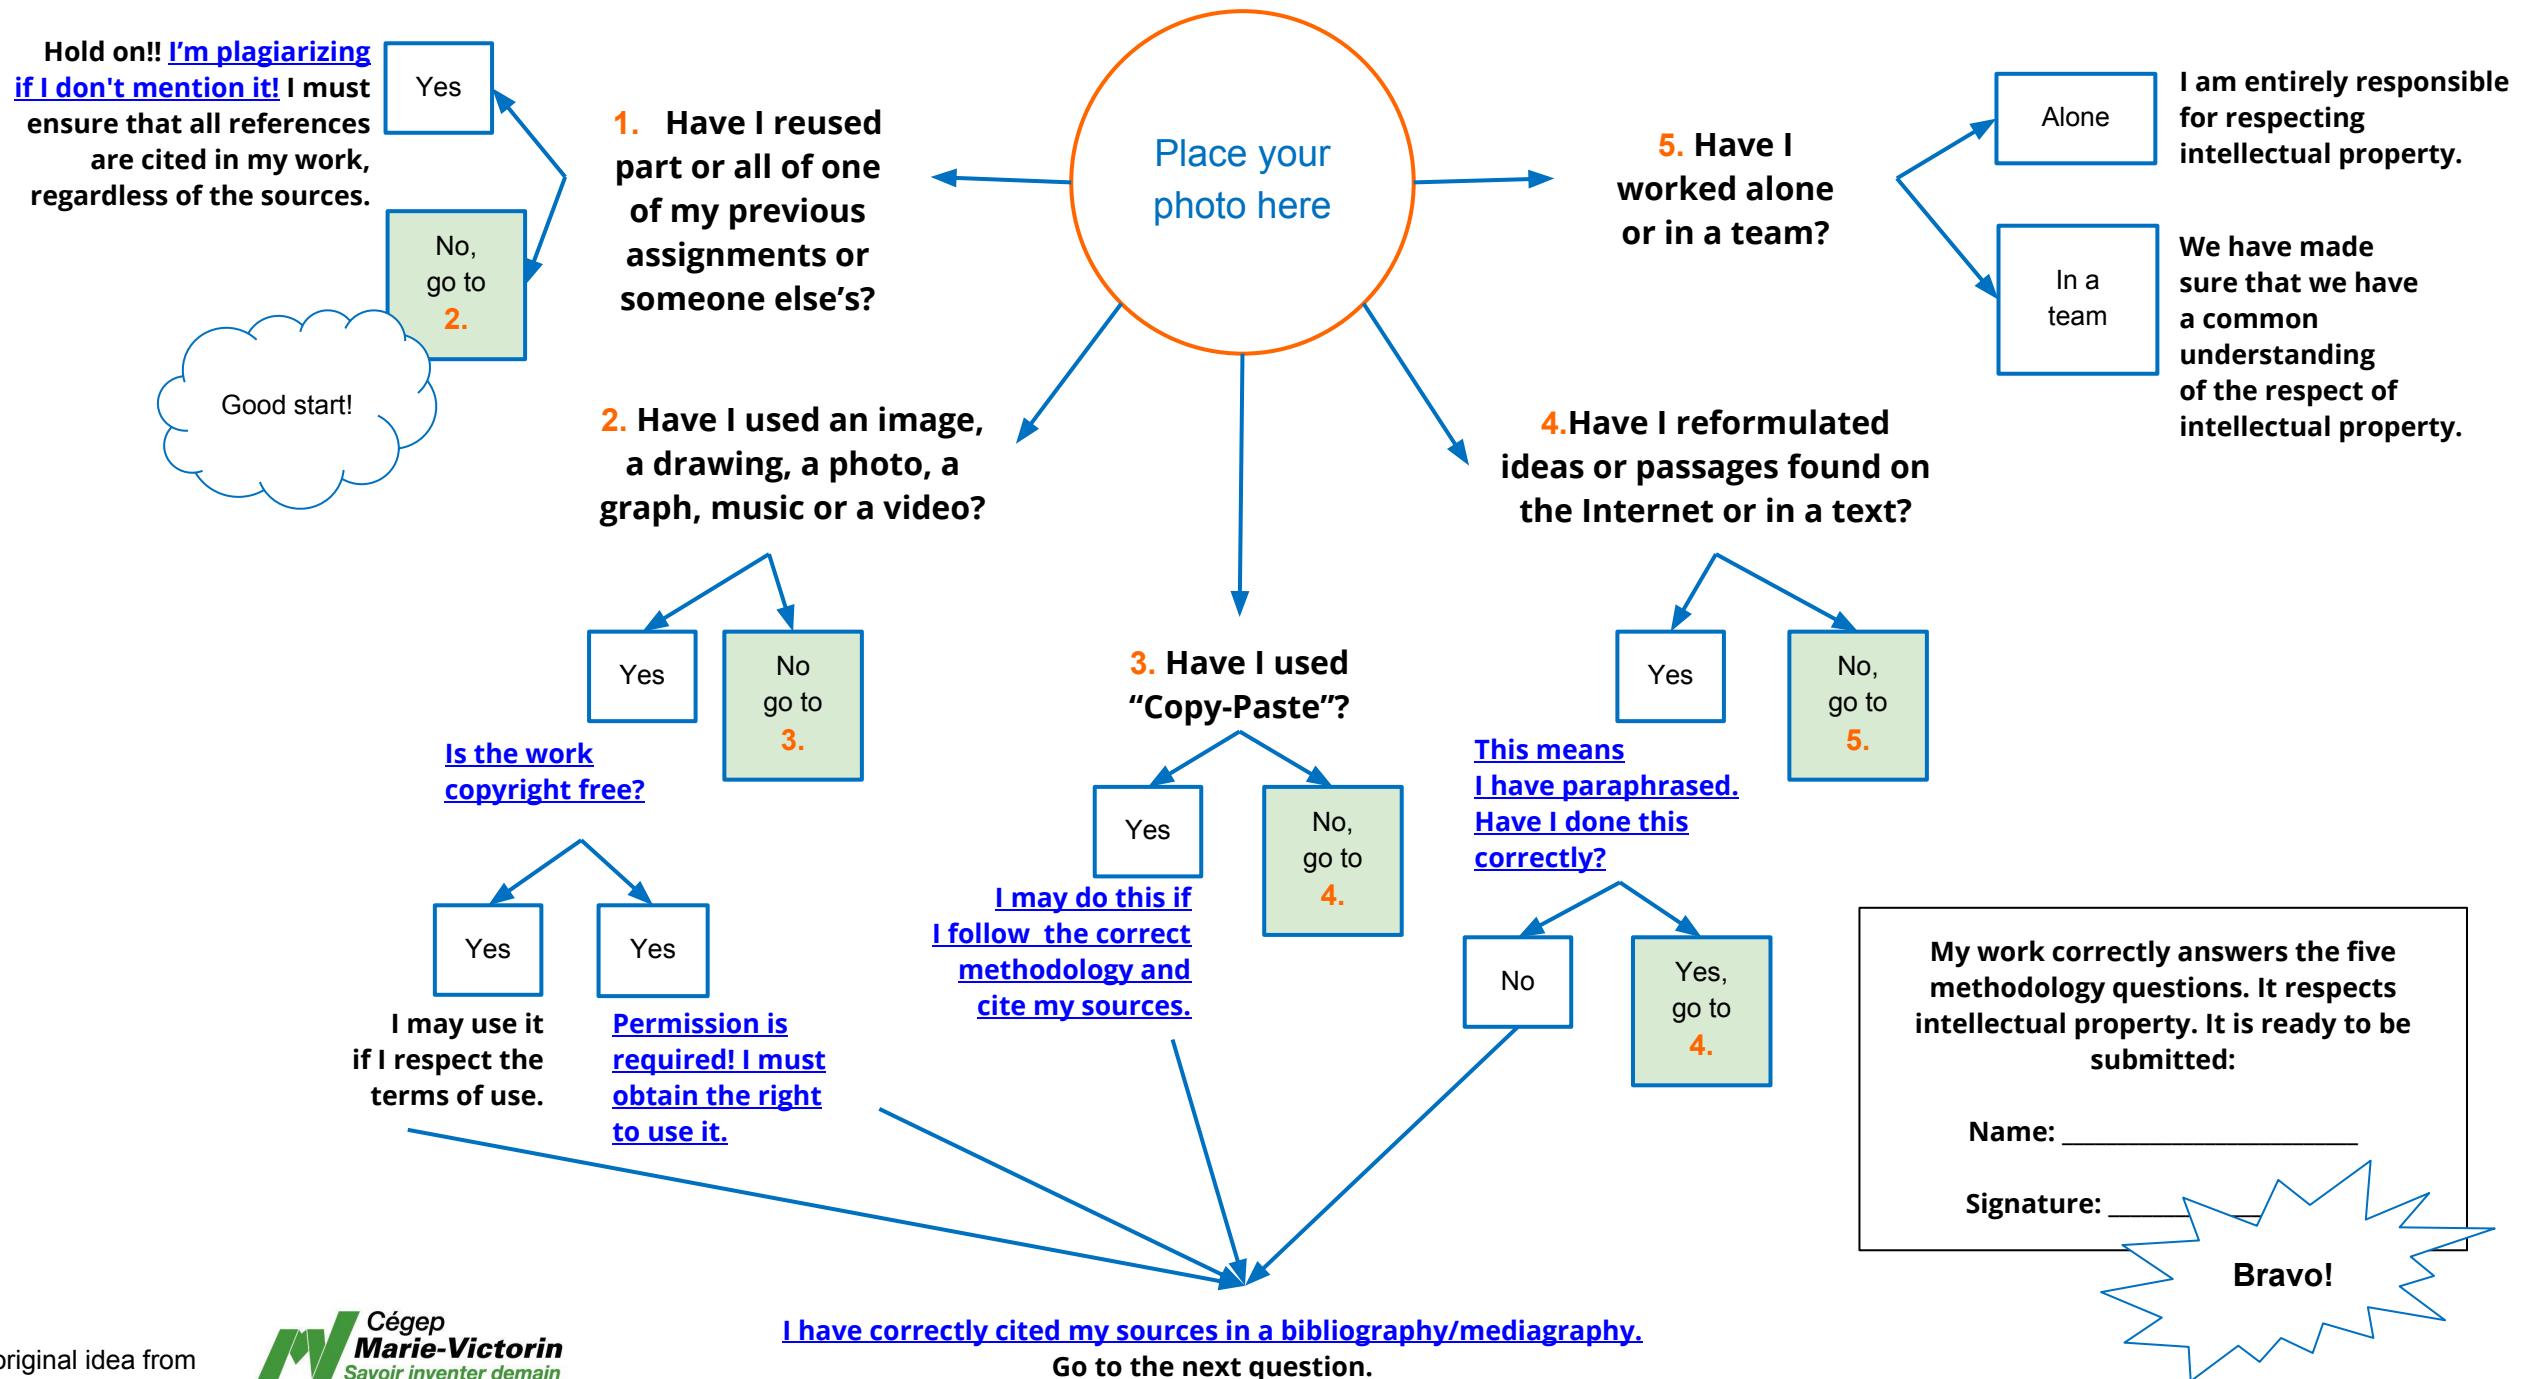 Place your
photo here
1. Have I reused
part or all of one
of my previous
assignments or
someone else's?
Yes
Hold on!! I'm plagiarizing
if I don't mention it! I must
ensure that all references
are cited in my work,
regardless of the sources.
No,
go to
2.
Good start!
2. Have I used an image,
a drawing, a photo, a
graph, music or a video?
Yes
No
go to
3.
Is the work
copyright free?
Yes
I may use it
if I respect the
terms of use.
Yes
Permission is
required! I must
obtain the right
to use it.
3. Have I used
“Copy-Paste”?
Yes
No,
go to
4.
I may do this if
I follow the correct
methodology and
cite my sources.
4.Have I reformulated
ideas or passages found on
the Internet or in a text?
Yes
No,
go to
5.
This means
I have paraphrased.
Have I done this
correctly?
No
Yes,
go to
4.
5. Have I
worked alone
or in a team?
Alone
I am entirely responsible
for respecting
intellectual property.
In a
team
We have made
sure that we have
a common
understanding
of the respect of
intellectual property.
My work correctly answers the five
methodology questions. It respects
intellectual property. It is ready to be
submitted:
Name:
Signature:
Bravo!
I have correctly cited my sources in a bibliography/mediagraphy.
Go to the next question.
original idea from
Cégep
Marie-Victorin
Savoir inventer demain